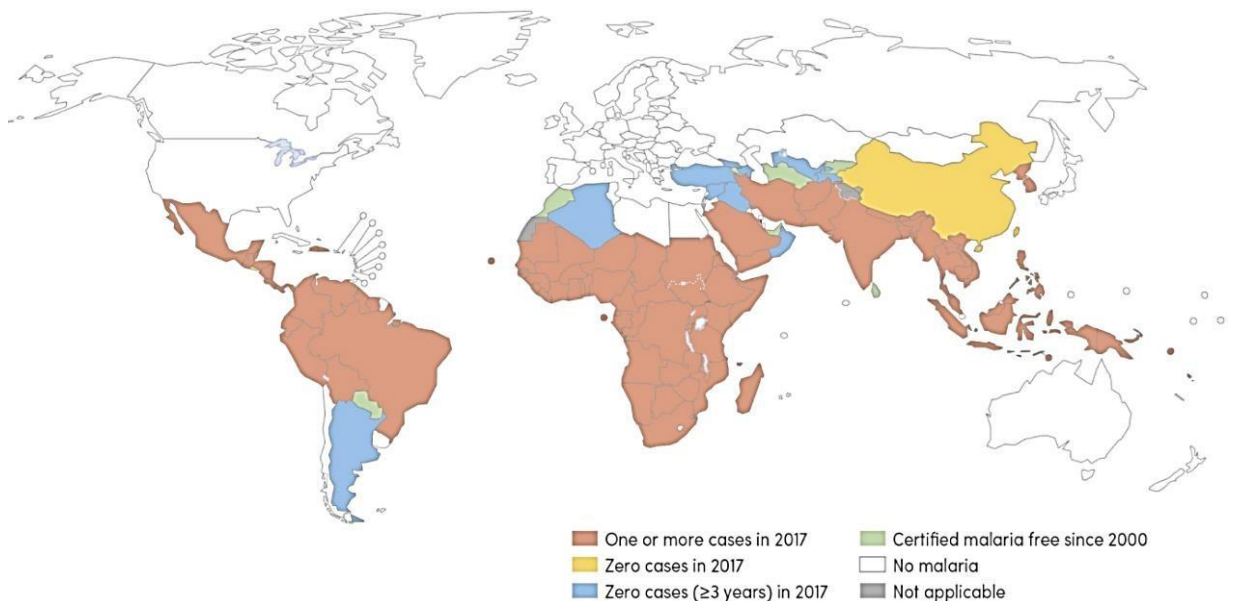 One or more cases in 2017
Zero cases in 2017
Zero cases (≥3 years) in 2017
Certified malaria free since 2000
No malaria
Not applicable